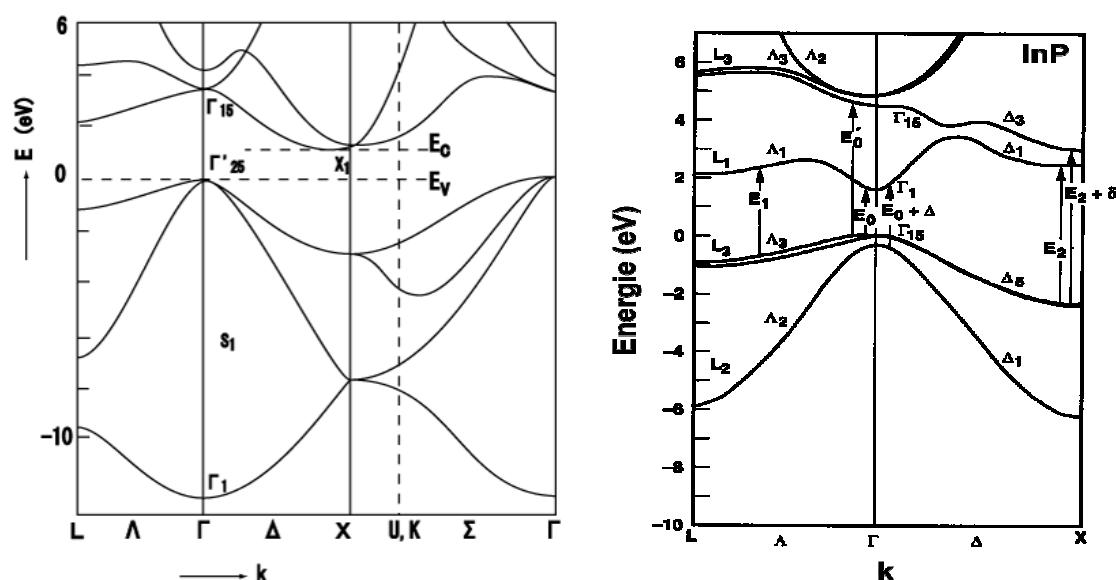 6
E (eV)
Γ15
Γ'25
X1
EC
0
EV
S1
-10
Γ1
L Λ Γ Δ X U, K Σ Γ
k
InP
Energie (eV)
6
4
2
0
-2
-4
-6
-8
-10
L3 Λ3 Λ2
E0' Γ15 Δ3
L1 Λ1 Δ1
Γ1
E1 E0 E0 + Δ E2 + δ
L3 Λ3 Γ15 E2
Δ5
Λ2
L2 Δ1
L Λ Γ Δ X
k